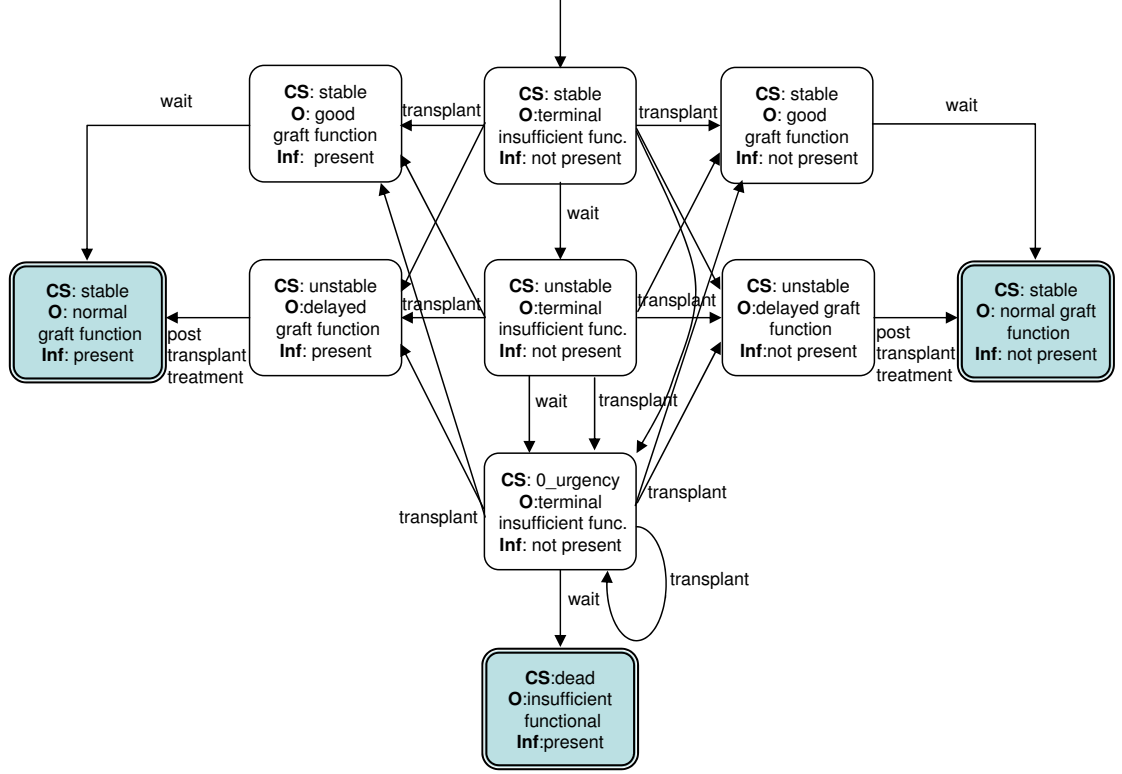 CS: stable
O: good
graft function
Inf: present
CS: stable
O:terminal
insufficient func.
Inf: not present
CS: stable
O: good
graft function
Inf: not present
wait
transplant
transplant
wait
wait
CS: stable
O: normal
graft function
Inf: present
CS: unstable
O:delayed
graft function
Inf: present
CS: unstable
O:terminal
insufficient func.
Inf: not present
CS: unstable
O:delayed graft
function
Inf:not present
CS: stable
O: normal graft
function
Inf: not present
transplant
transplant
post
transplant
treatment
post
transplant
treatment
wait
transplant
CS: 0_urgency
O:terminal
insufficient func.
Inf: not present
transplant
transplant
transplant
wait
CS:dead
O:insufficient
functional
Inf:present